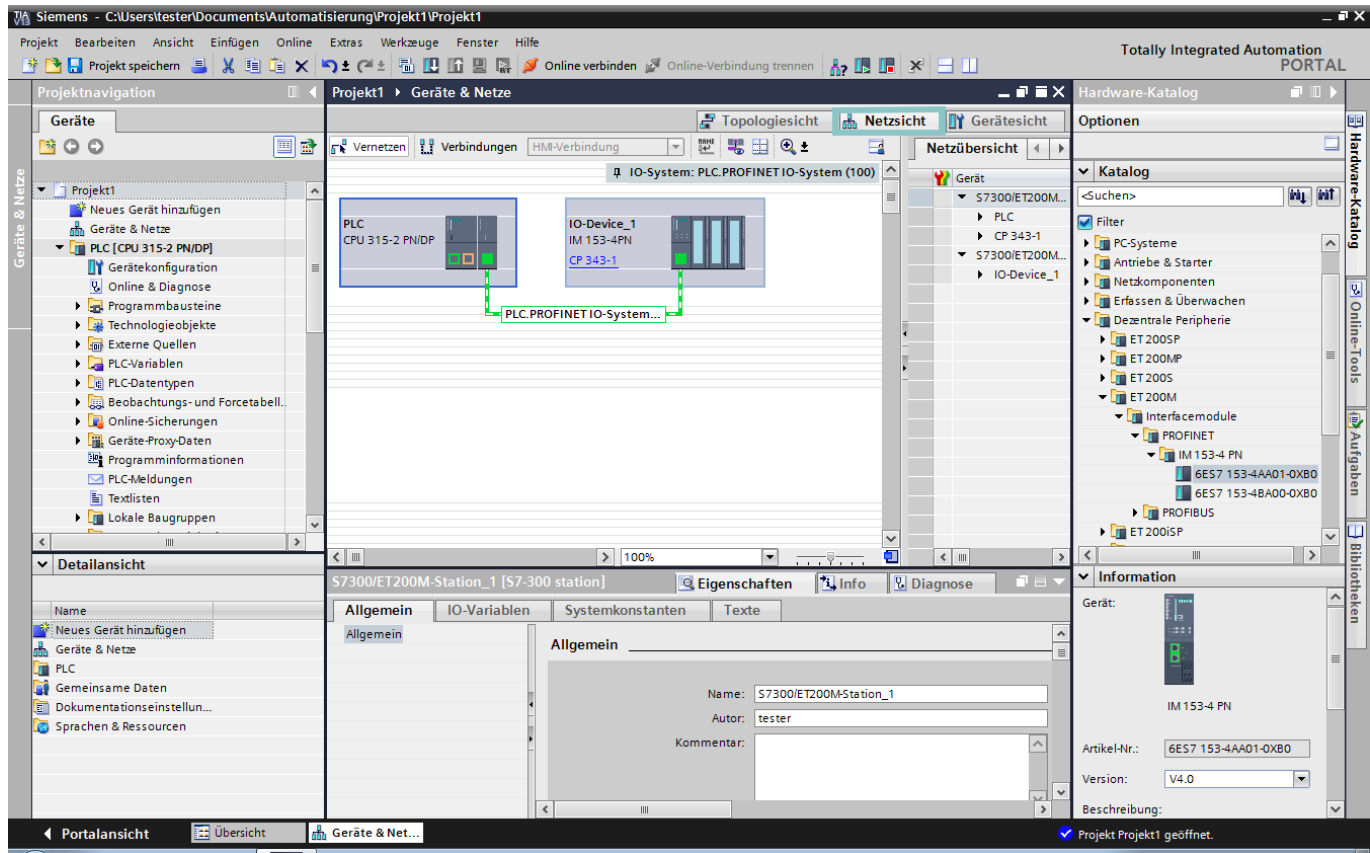 TIA V13
Siemens - C:\Users\tester\Documents\Automatisierung\Projekt1\Projekt1
Projekt Bearbeiten Ansicht Einfügen Online Extras Werkzeuge Fenster Hilfe
Totally Integrated Automation
PORTAL
Projekt speichern
Online verbinden
Online-Verbindung trennen
Projektnavigation
Geräte
Geräte & Netze
Projekt1
Neues Gerät hinzufügen
Geräte & Netze
PLC [CPU 315-2 PN/DP]
Gerätekonfiguration
Online & Diagnose
Programmbausteine
Technologieobjekte
Externe Quellen
PLC-Variablen
PLC-Datentypen
Beobachtungs- und Forcetabell..
Online-Sicherungen
Geräte-Proxy-Daten
Programminformationen
PLC-Meldungen
Textlisten
Lokale Baugruppen
Detailansicht
Name
Neues Gerät hinzufügen
Geräte & Netze
PLC
Gemeinsame Daten
Dokumentationseinstellun...
Sprachen & Ressourcen
Projekt1 Geräte & Netze
Topologiesicht
Netzsicht
Gerätesicht
Vernetzen
Verbindungen
HMI-Verbindung
IO-System: PLC.PROFINET IO-System (100)
PLC
CPU 315-2 PN/DP
IO-Device_1
IM 153-4PN
CP 343-1
PLC.PROFINET IO-System...
100%
Netzübersicht
Gerät
S7300/ET200M...
PLC
CP 343-1
S7300/ET200M...
IO-Device_1
S7300/ET200M-Station_1 [S7-300 station]
Eigenschaften
Info
Diagnose
Allgemein
IO-Variablen
Systemkonstanten
Texte
Allgemein
Allgemein
Name: S7300/ET200M-Station_1
Autor: tester
Kommentar:
Hardware-Katalog
Optionen
Katalog
<Suchen>
Filter
PC-Systeme
Antriebe & Starter
Netzkomponenten
Erfassen & Überwachen
Dezentrale Peripherie
ET 200SP
ET 200MP
ET 200S
ET 200M
Interfacemodule
PROFINET
IM 153-4 PN
6ES7 153-4AA01-0XB0
6ES7 153-4BA00-0XB0
PROFIBUS
ET 200iSP
Information
Gerät:
IM 153-4 PN
Artikel-Nr.: 6ES7 153-4AA01-0XB0
Version: V4.0
Beschreibung:
Hardware-Katalog
Online-Tools
Aufgaben
Bibliotheken
Portalansicht
Übersicht
Geräte & Net...
Projekt Projekt1 geöffnet.